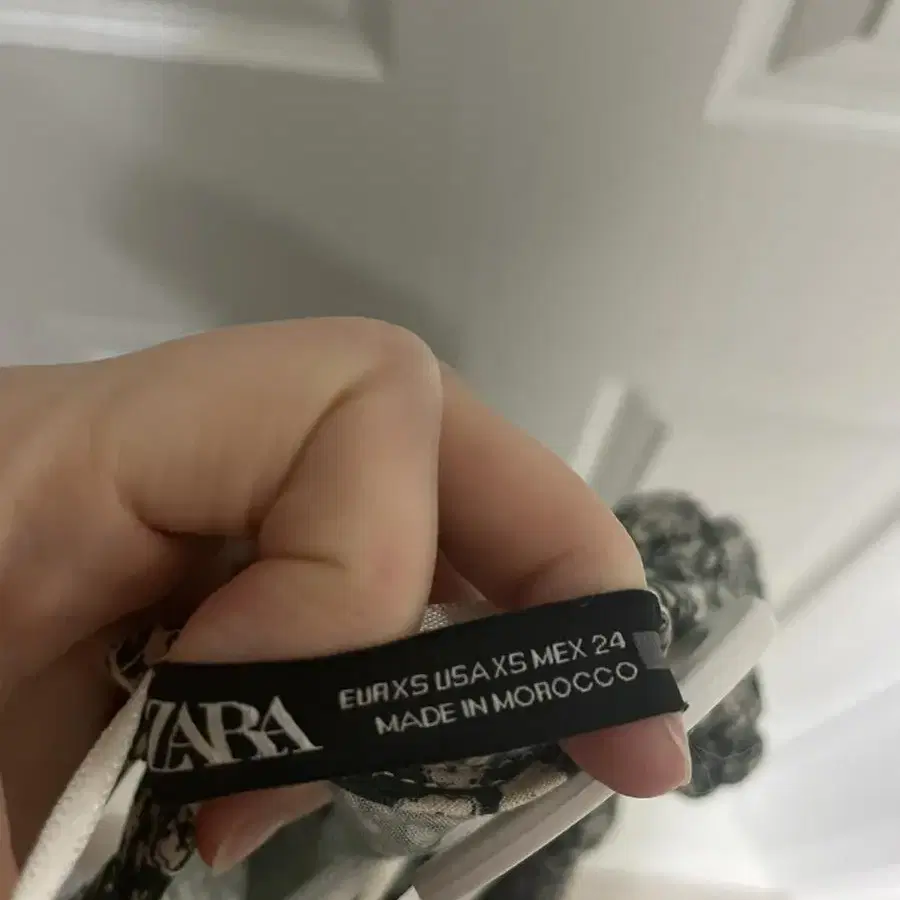 ZARA
EUR XS USA XS MEX 24
MADE IN MOROCCO